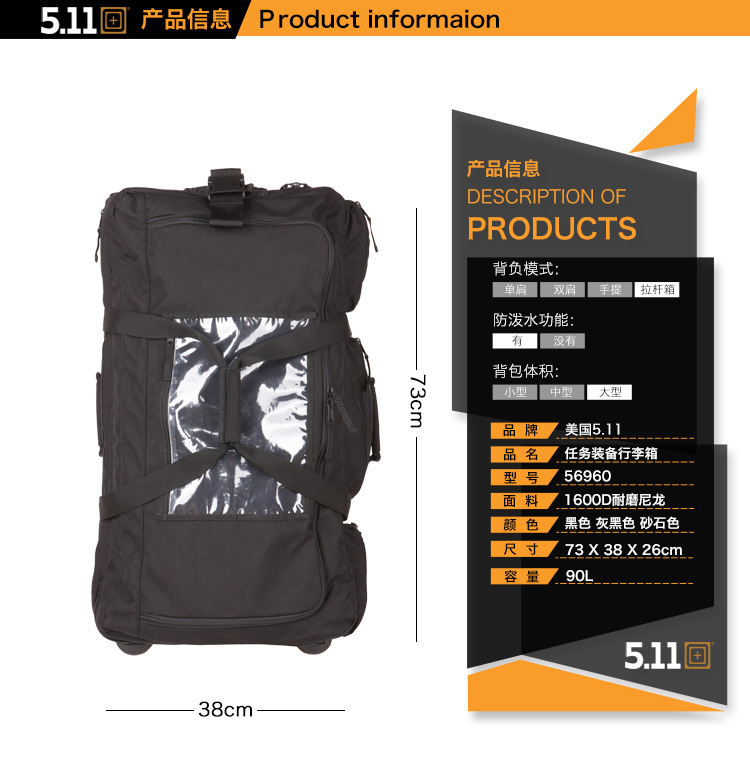 5.11 产品信息 Product informaion
产品信息
DESCRIPTION OF
PRODUCTS
背负模式:
单肩 双肩 手提 拉杆箱
防泼水功能:
有 没有
背包体积:
小型 中型 大型
品 牌 美国5.11
品 名 任务装备行李箱
型 号 56960
面 料 1600D耐磨尼龙
颜 色 黑色 灰黑色 砂石色
尺 寸 73 X 38 X 26cm
容 量 90L
5.11
73cm
38cm